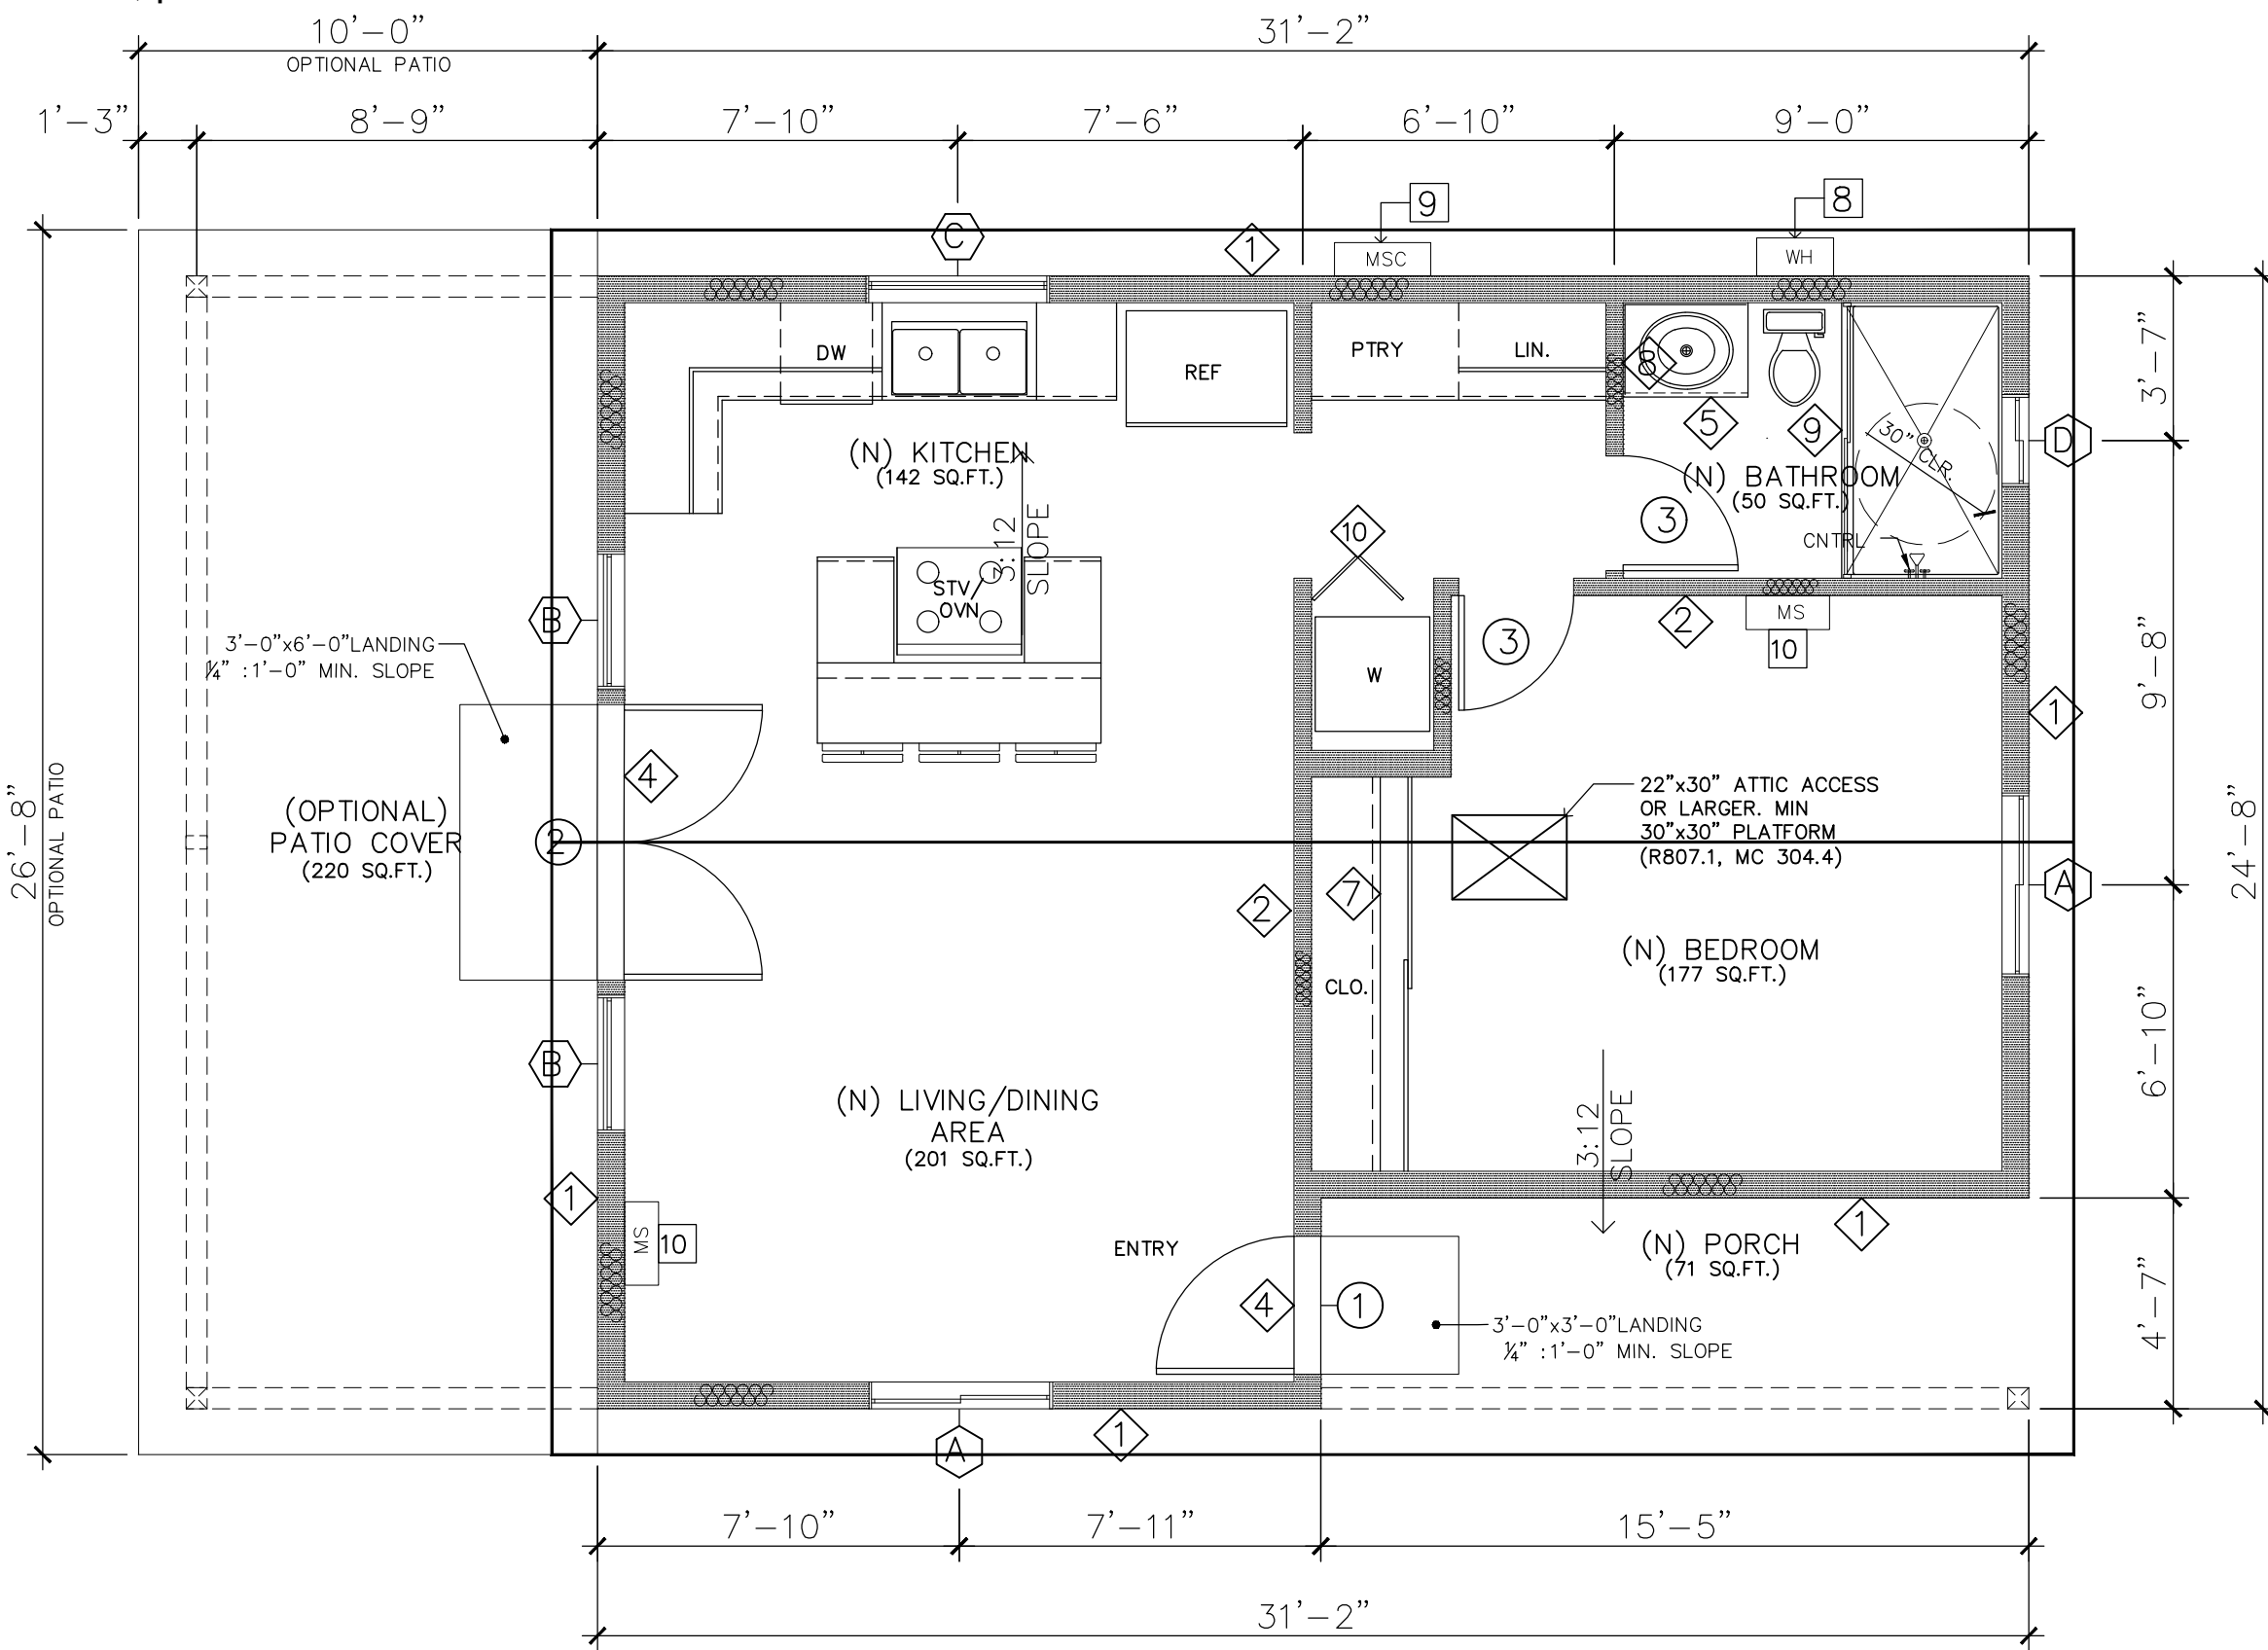 10'-0"
OPTIONAL PATIO
31'-2"
1'-3"
8'-9"
7'-10"
7'-6"
6'-10"
9'-0"
9
8
C
1
MSC
WH
DW
REF
PTRY
LIN.
8
5
9
30" CLR.
3'-7"
D
(N) KITCHEN
(142 SQ.FT.)
(N) BATHROOM
(50 SQ.FT.)
3:12
SLOPE
10
3
CNTRL
STV/
OVN
B
3'-0"x6'-0"LANDING
¼" :1'-0" MIN. SLOPE
3
2
MS
10
W
1
9'-8"
4
22"x30" ATTIC ACCESS
OR LARGER. MIN
30"x30" PLATFORM
(R807.1, MC 304.4)
(OPTIONAL)
PATIO COVER
(220 SQ.FT.)
2
26'-8"
OPTIONAL PATIO
24'-8"
A
7
2
CLO.
(N) BEDROOM
(177 SQ.FT.)
B
6'-10"
(N) LIVING/DINING
AREA
(201 SQ.FT.)
3:12
SLOPE
1
1
MS
10
ENTRY
(N) PORCH
(71 SQ.FT.)
4
1
3'-0"x3'-0"LANDING
¼" :1'-0" MIN. SLOPE
4'-7"
A
1
7'-10"
7'-11"
15'-5"
31'-2"